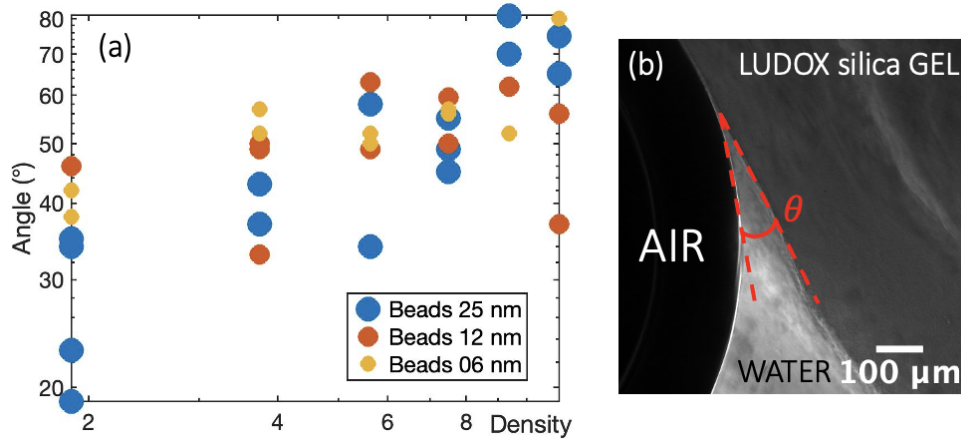 (a)
80
70
60
50
40
30
20
Angle (°)
Beads 25 nm
Beads 12 nm
Beads 06 nm
2
4
6
8
Density
(b)
LUDOX silica GEL
θ
AIR
WATER
100 µm